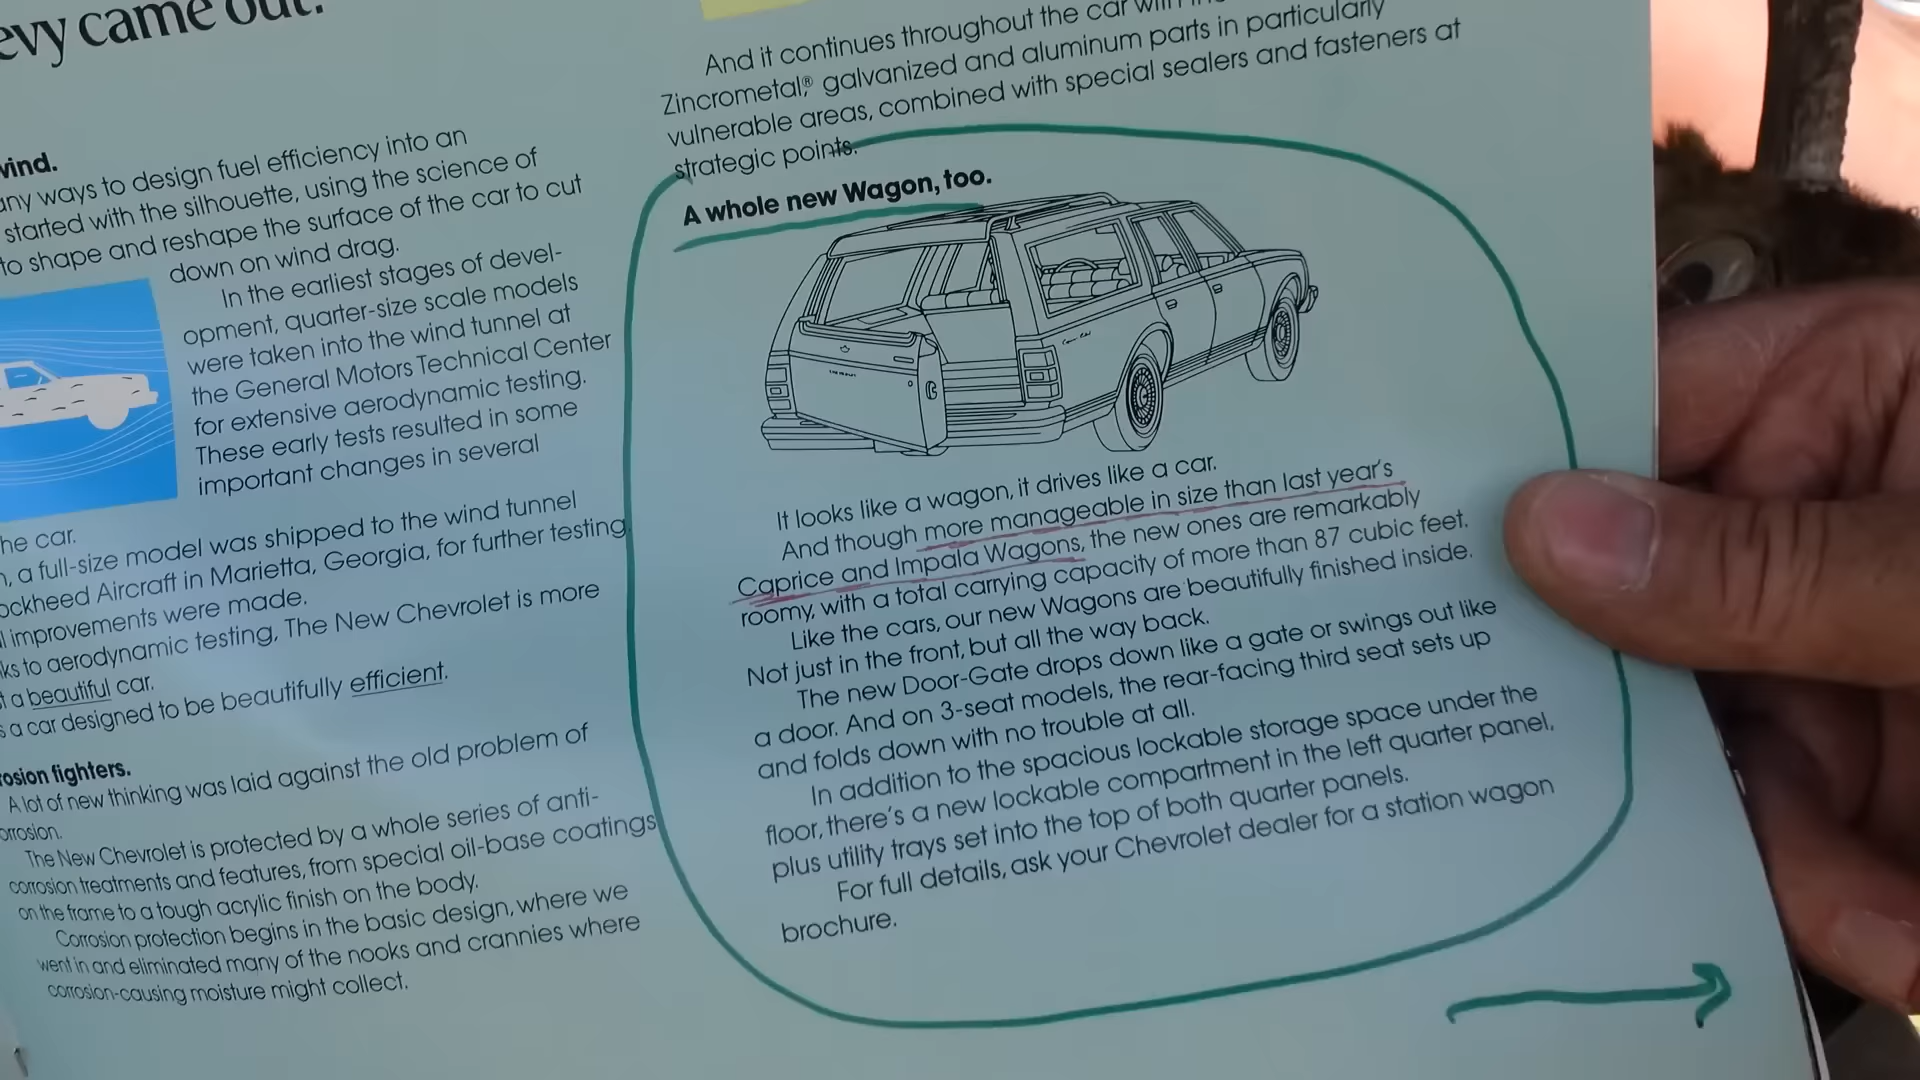 evy came out.
wind.
any ways to design fuel efficiency into an
started with the silhouette, using the science of
to shape and reshape the surface of the car to cut
down on wind drag.
In the earliest stages of devel-
opment, quarter-size scale models
were taken into the wind tunnel at
the General Motors Technical Center
for extensive aerodynamic testing.
These early tests resulted in some
important changes in several
he car.
, a full-size model was shipped to the wind tunnel
ockheed Aircraft in Marietta, Georgia, for further testing
l improvements were made.
ks to aerodynamic testing, The New Chevrolet is more
t a beautiful car.
s a car designed to be beautifully efficient.
rosion fighters.
A lot of new thinking was laid against the old problem of
orrosion.
The New Chevrolet is protected by a whole series of anti-
corrosion treatments and features, from special oil-base coatings
on the frame to a tough acrylic finish on the body.
Corrosion protection begins in the basic design, where we
went in and eliminated many of the nooks and crannies where
corrosion-causing moisture might collect.
And it continues throughout the car with
Zincrometal,® galvanized and aluminum parts in particularly
vulnerable areas, combined with special sealers and fasteners at
strategic points.
A whole new Wagon, too.
It looks like a wagon, it drives like a car.
And though more manageable in size than last year's
Caprice and Impala Wagons, the new ones are remarkably
roomy, with a total carrying capacity of more than 87 cubic feet.
Like the cars, our new Wagons are beautifully finished inside.
Not just in the front, but all the way back.
The new Door-Gate drops down like a gate or swings out like
a door. And on 3-seat models, the rear-facing third seat sets up
and folds down with no trouble at all.
In addition to the spacious lockable storage space under the
floor, there's a new lockable compartment in the left quarter panel,
plus utility trays set into the top of both quarter panels.
For full details, ask your Chevrolet dealer for a station wagon
brochure.